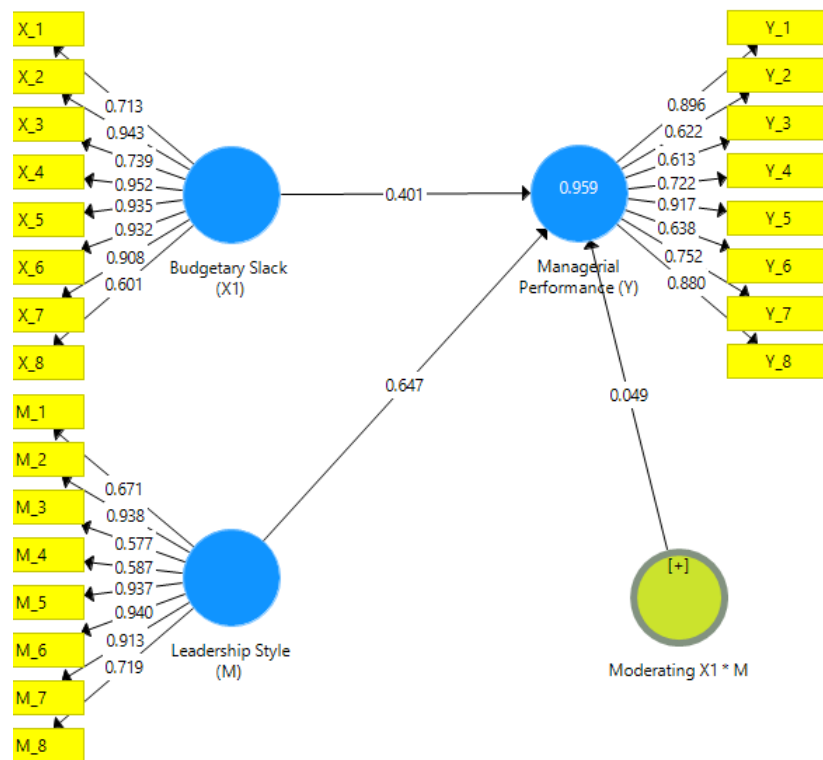 X_1
X_2
X_3
X_4
X_5
X_6
X_7
X_8
0.713
0.943
0.739
0.952
0.935
0.932
0.908
0.601
Budgetary Slack
(X1)
0.401
0.959
Managerial
Performance (Y)
0.896
0.622
0.613
0.722
0.917
0.638
0.752
0.880
Y_1
Y_2
Y_3
Y_4
Y_5
Y_6
Y_7
Y_8
M_1
M_2
M_3
M_4
M_5
M_6
M_7
M_8
0.671
0.938
0.577
0.587
0.937
0.940
0.913
0.719
Leadership Style
(M)
0.647
0.049
[+]
Moderating X1 * M